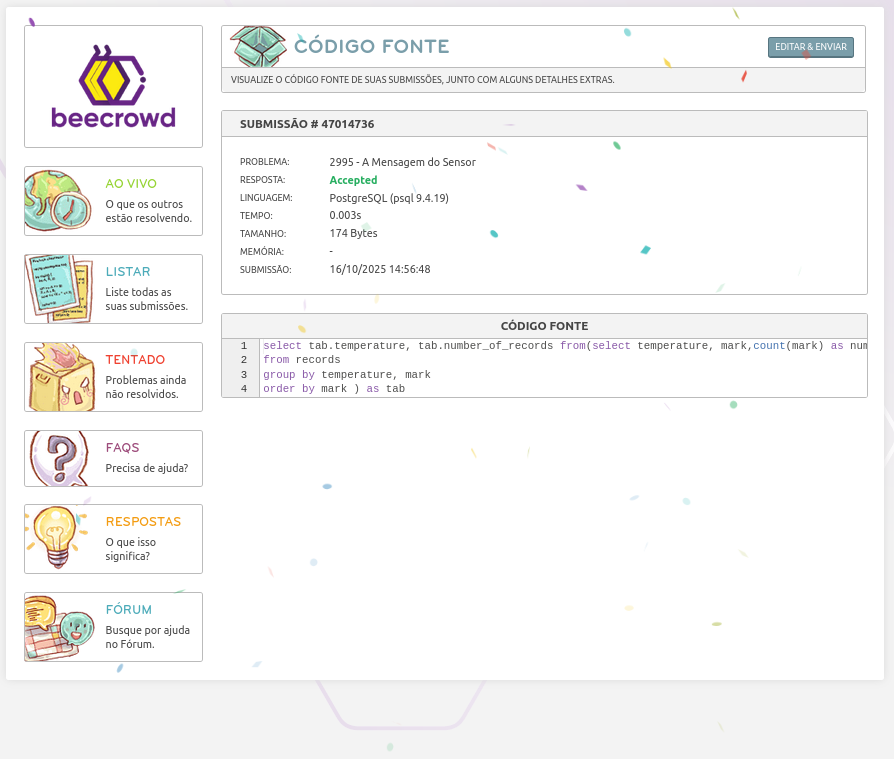 beecrowd
AO VIVO
O que os outros
estão resolvendo.
LISTAR
Liste todas as
suas submissões.
TENTADO
Problemas ainda
não resolvidos.
FAQS
Precisa de ajuda?
RESPOSTAS
O que isso
significa?
FÓRUM
Busque por ajuda
no Fórum.
CÓDIGO FONTE
EDITAR & ENVIAR
VISUALIZE O CÓDIGO FONTE DE SUAS SUBMISSÕES, JUNTO COM ALGUNS DETALHES EXTRAS.
SUBMISSÃO # 47014736
PROBLEMA: 2995 - A Mensagem do Sensor
RESPOSTA: Accepted
LINGUAGEM: PostgreSQL (psql 9.4.19)
TEMPO: 0.003s
TAMANHO: 174 Bytes
MEMÓRIA: -
SUBMISSÃO: 16/10/2025 14:56:48
CÓDIGO FONTE
1 select tab.temperature, tab.number_of_records from(select temperature, mark,count(mark) as num
2 from records
3 group by temperature, mark
4 order by mark ) as tab